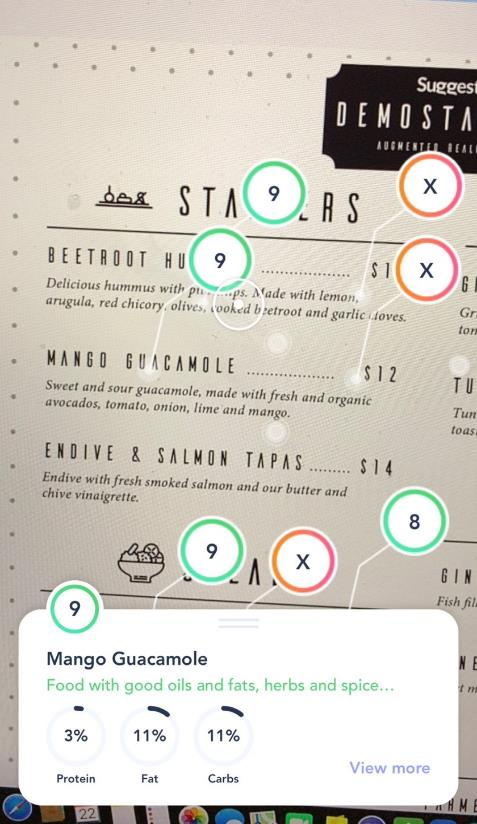 Suggest
DEMOSTA
AUGMENTED REAL
9
X
STA ERS
9
X
BEETROOT HU .................... $1
Delicious hummus with pi ps. Made with lemon,
arugula, red chicory, olives, cooked beetroot and garlic cloves.
G
Gr
ton
MANGO GUACAMOLE .................... $12
Sweet and sour guacamole, made with fresh and organic
avocados, tomato, onion, lime and mango.
TU
Tun
toas
ENDIVE & SALMON TAPAS ......... $14
Endive with fresh smoked salmon and our butter and
chive vinaigrette.
8
9
X
A
GIN
Fish fil
9
Mango Guacamole
Food with good oils and fats, herbs and spice...
3%
11%
11%
Protein
Fat
Carbs
View more
22